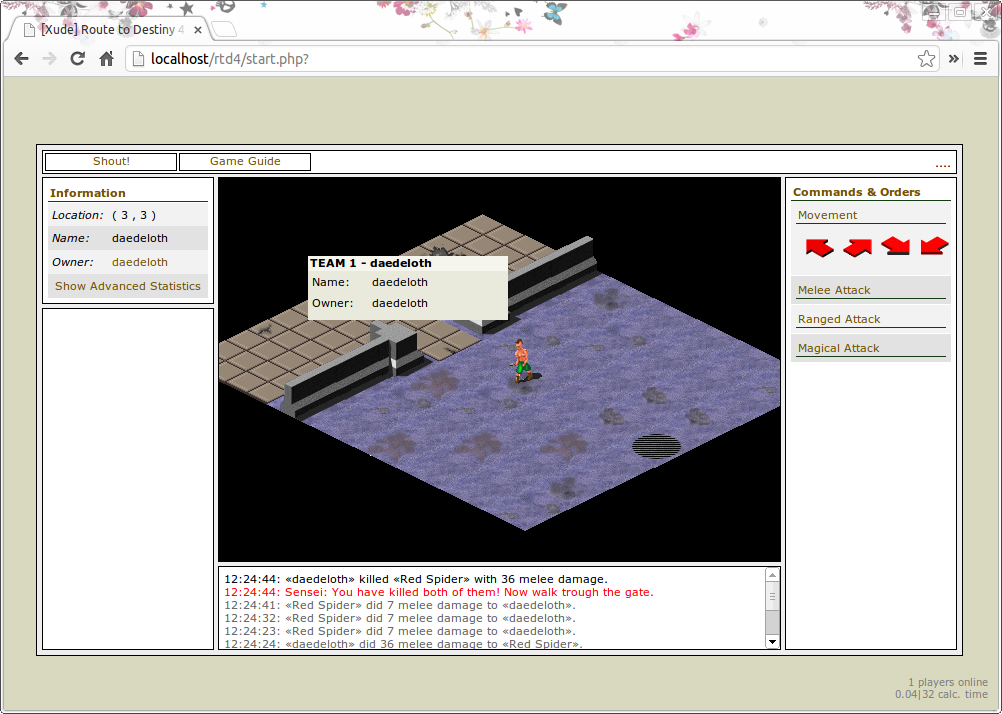 [Xude] Route to Destiny 4
localhost/rtd4/start.php?
Shout!
Game Guide
....
Information
Location: ( 3 , 3 )
Name: daedeloth
Owner: daedeloth
Show Advanced Statistics
TEAM 1 - daedeloth
Name: daedeloth
Owner: daedeloth
Commands & Orders
Movement
Melee Attack
Ranged Attack
Magical Attack
12:24:44: «daedeloth» killed «Red Spider» with 36 melee damage.
12:24:44: Sensei: You have killed both of them! Now walk trough the gate.
12:24:41: «Red Spider» did 7 melee damage to «daedeloth».
12:24:32: «Red Spider» did 7 melee damage to «daedeloth».
12:24:23: «Red Spider» did 7 melee damage to «daedeloth».
12:24:24: «daedeloth» did 36 melee damage to «Red Spider».
1 players online
0.04|32 calc. time